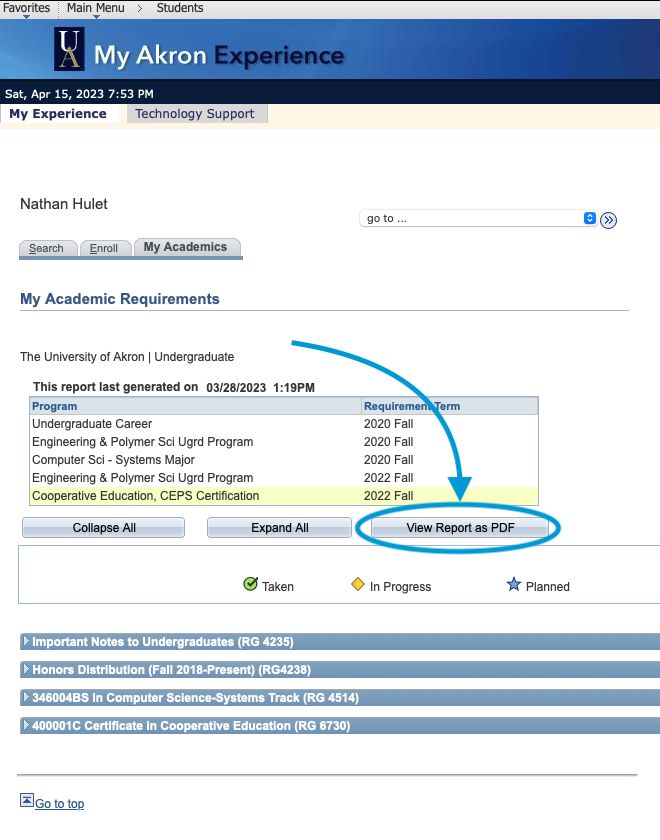 Favorites Main Menu > Students
UA My Akron Experience
Sat, Apr 15, 2023 7:53 PM
My Experience Technology Support
Nathan Hulet
go to ...
Search Enroll My Academics
My Academic Requirements
The University of Akron | Undergraduate
This report last generated on 03/28/2023 1:19PM
Program Requirement Term
Undergraduate Career 2020 Fall
Engineering & Polymer Sci Ugrd Program 2020 Fall
Computer Sci - Systems Major 2020 Fall
Engineering & Polymer Sci Ugrd Program 2022 Fall
Cooperative Education, CEPS Certification 2022 Fall
Collapse All Expand All View Report as PDF
Taken In Progress Planned
Important Notes to Undergraduates (RG 4235)
Honors Distribution (Fall 2018-Present) (RG4238)
346004BS in Computer Science-Systems Track (RG 4514)
400001C Certificate in Cooperative Education (RG 6730)
Go to top